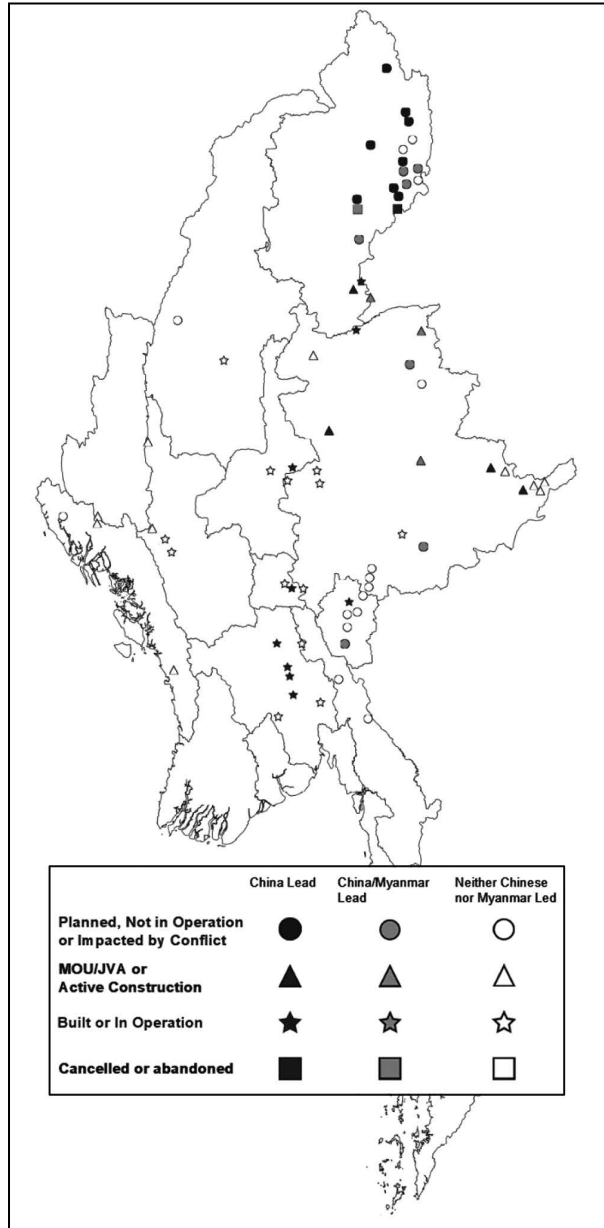 China Lead
China/Myanmar
Lead
Neither Chinese
nor Myanmar Led
Planned, Not in Operation
or Impacted by Conflict
MOU/JVA or
Active Construction
Built or In Operation
Cancelled or abandoned